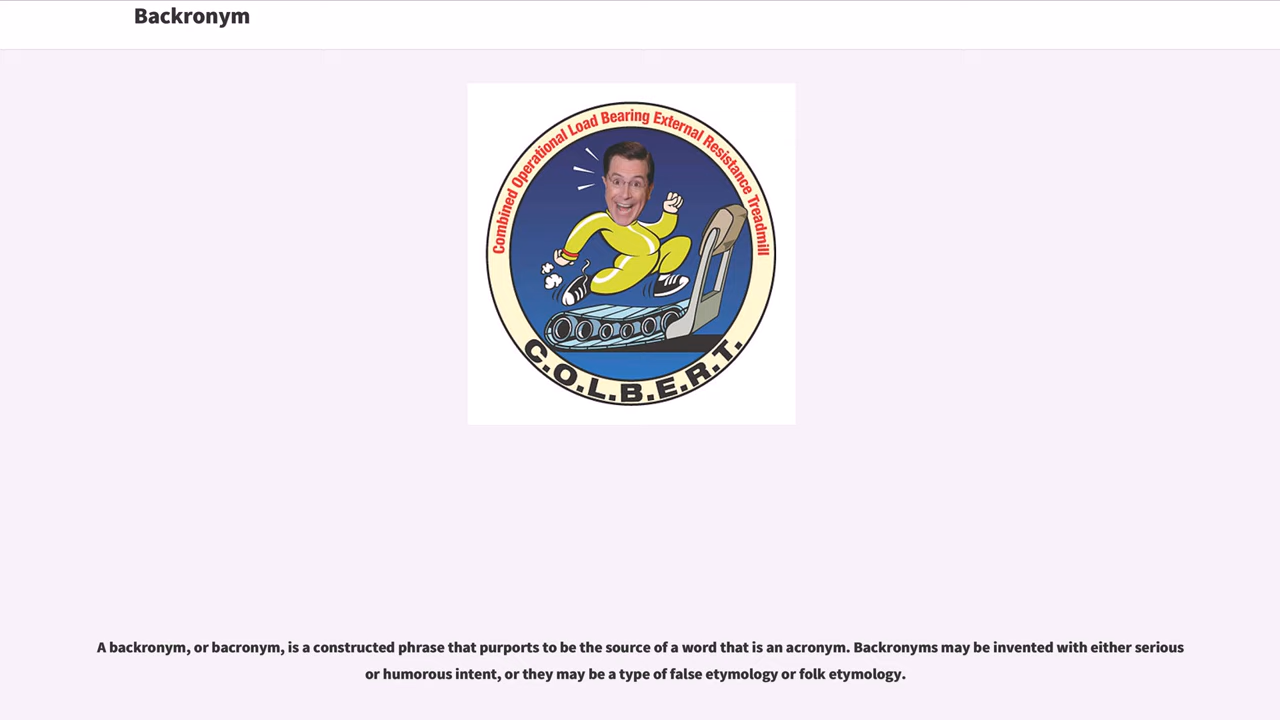 Backronym
Combined Operational Load Bearing External Resistance Treadmill
C.O.L.B.E.R.T.
A backronym, or bacronym, is a constructed phrase that purports to be the source of a word that is an acronym. Backronyms may be invented with either serious
or humorous intent, or they may be a type of false etymology or folk etymology.